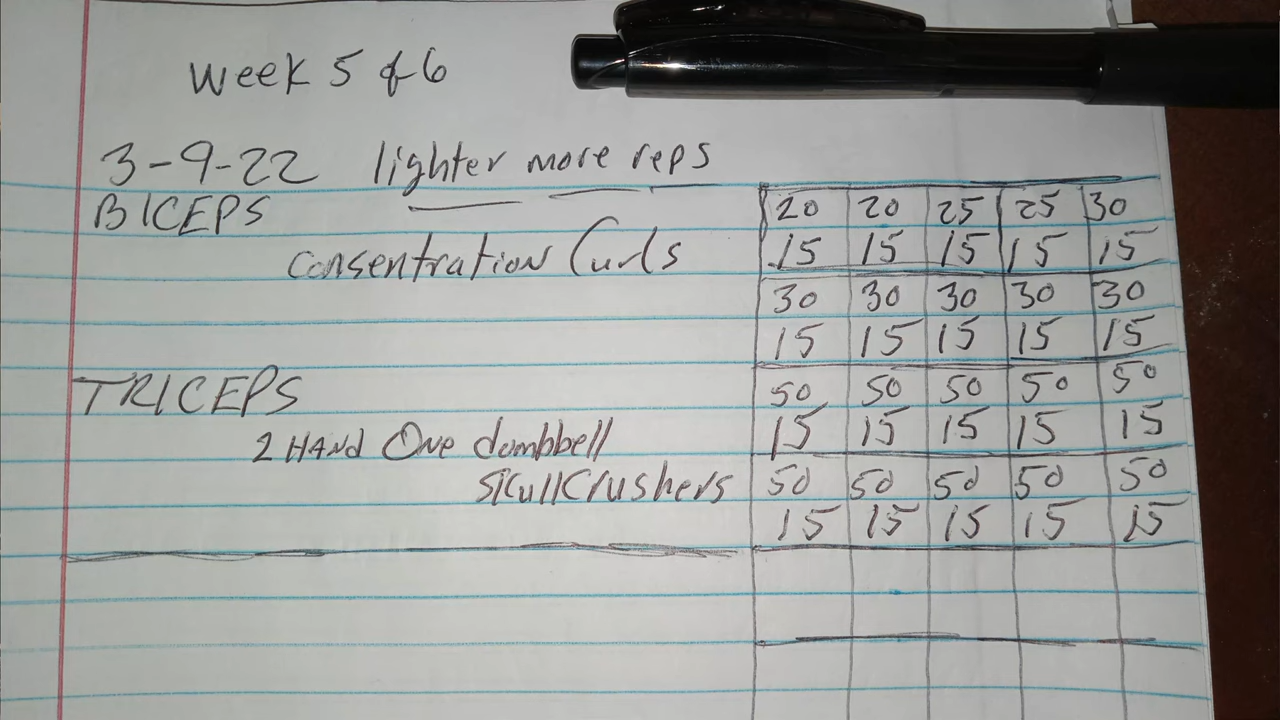 Week 5 of 6
3-9-22 lighter more reps
BICEPS 20 20 25 25 30
Consentration Curls 15 15 15 15 15
30 30 30 30 30
15 15 15 15 15
TRICEPS 50 50 50 50 50
2 HANd One dumbbell 15 15 15 15 15
SkullCrushers 50 50 50 50 50
15 15 15 15 15